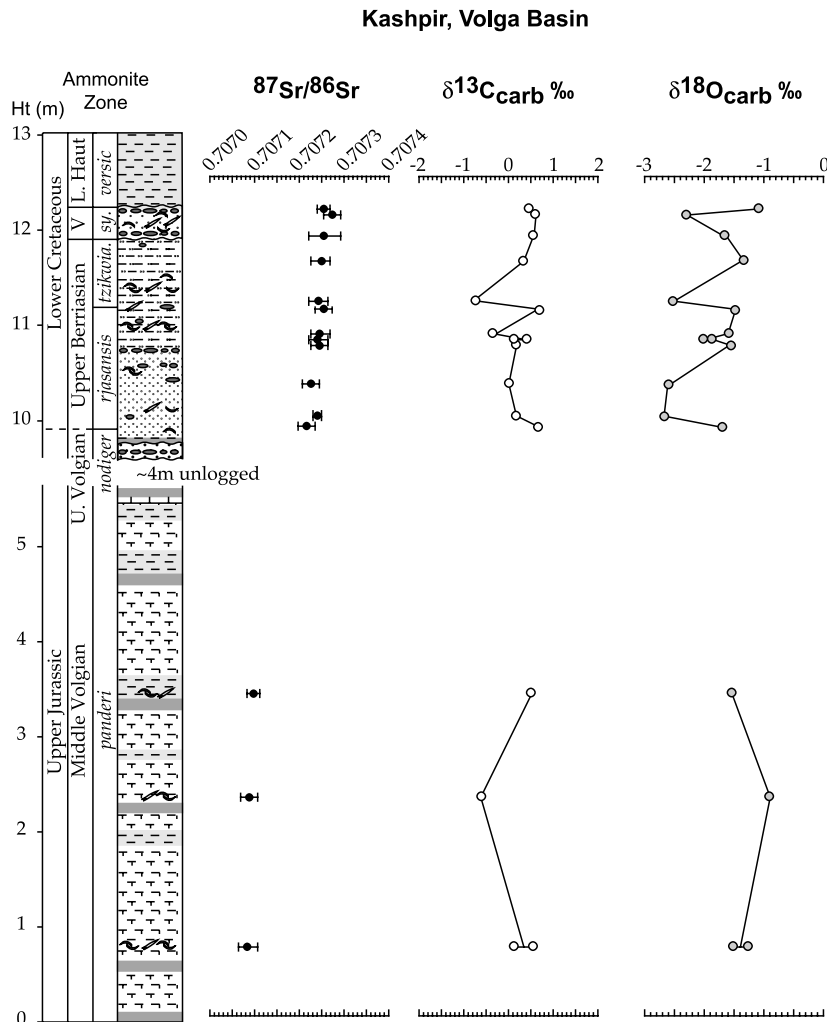 Kashpir, Volga Basin
Ammonite
Zone
Ht (m)
87Sr/86Sr
δ13Ccarb ‰
δ18Ocarb ‰
0.7070
0.7071
0.7072
0.7073
0.7074
-2 -1 0 1 2
-3 -2 -1 0
13
12
11
10
5
4
3
2
1
0
Lower Cretaceous
Upper Jurassic
L. Haut
V
Upper Berriasian
U. Volgian
Middle Volgian
versic
sy.
tzikwia.
rjasansis
nodiger
panderi
~4m unlogged